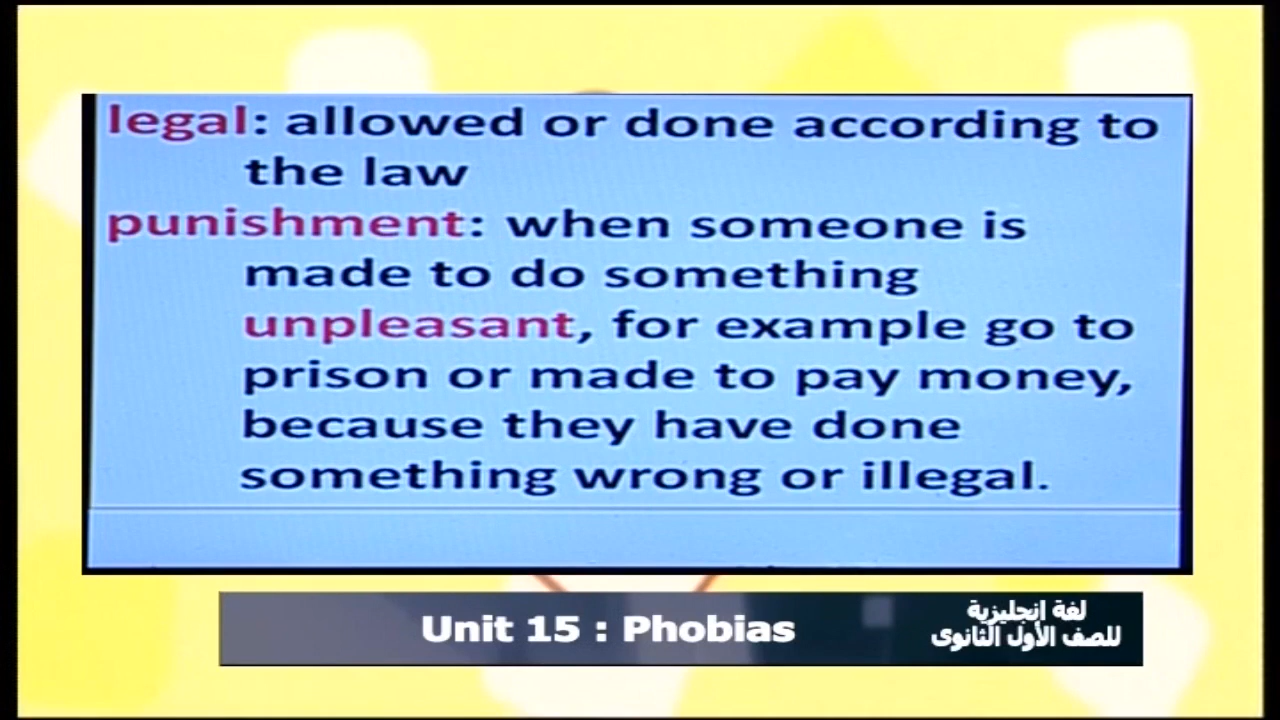 legal: allowed or done according to
the law
punishment: when someone is
made to do something
unpleasant, for example go to
prison or made to pay money,
because they have done
something wrong or illegal.
Unit 15 : Phobias
لغة إنجليزية
للصف الأول الثانوى